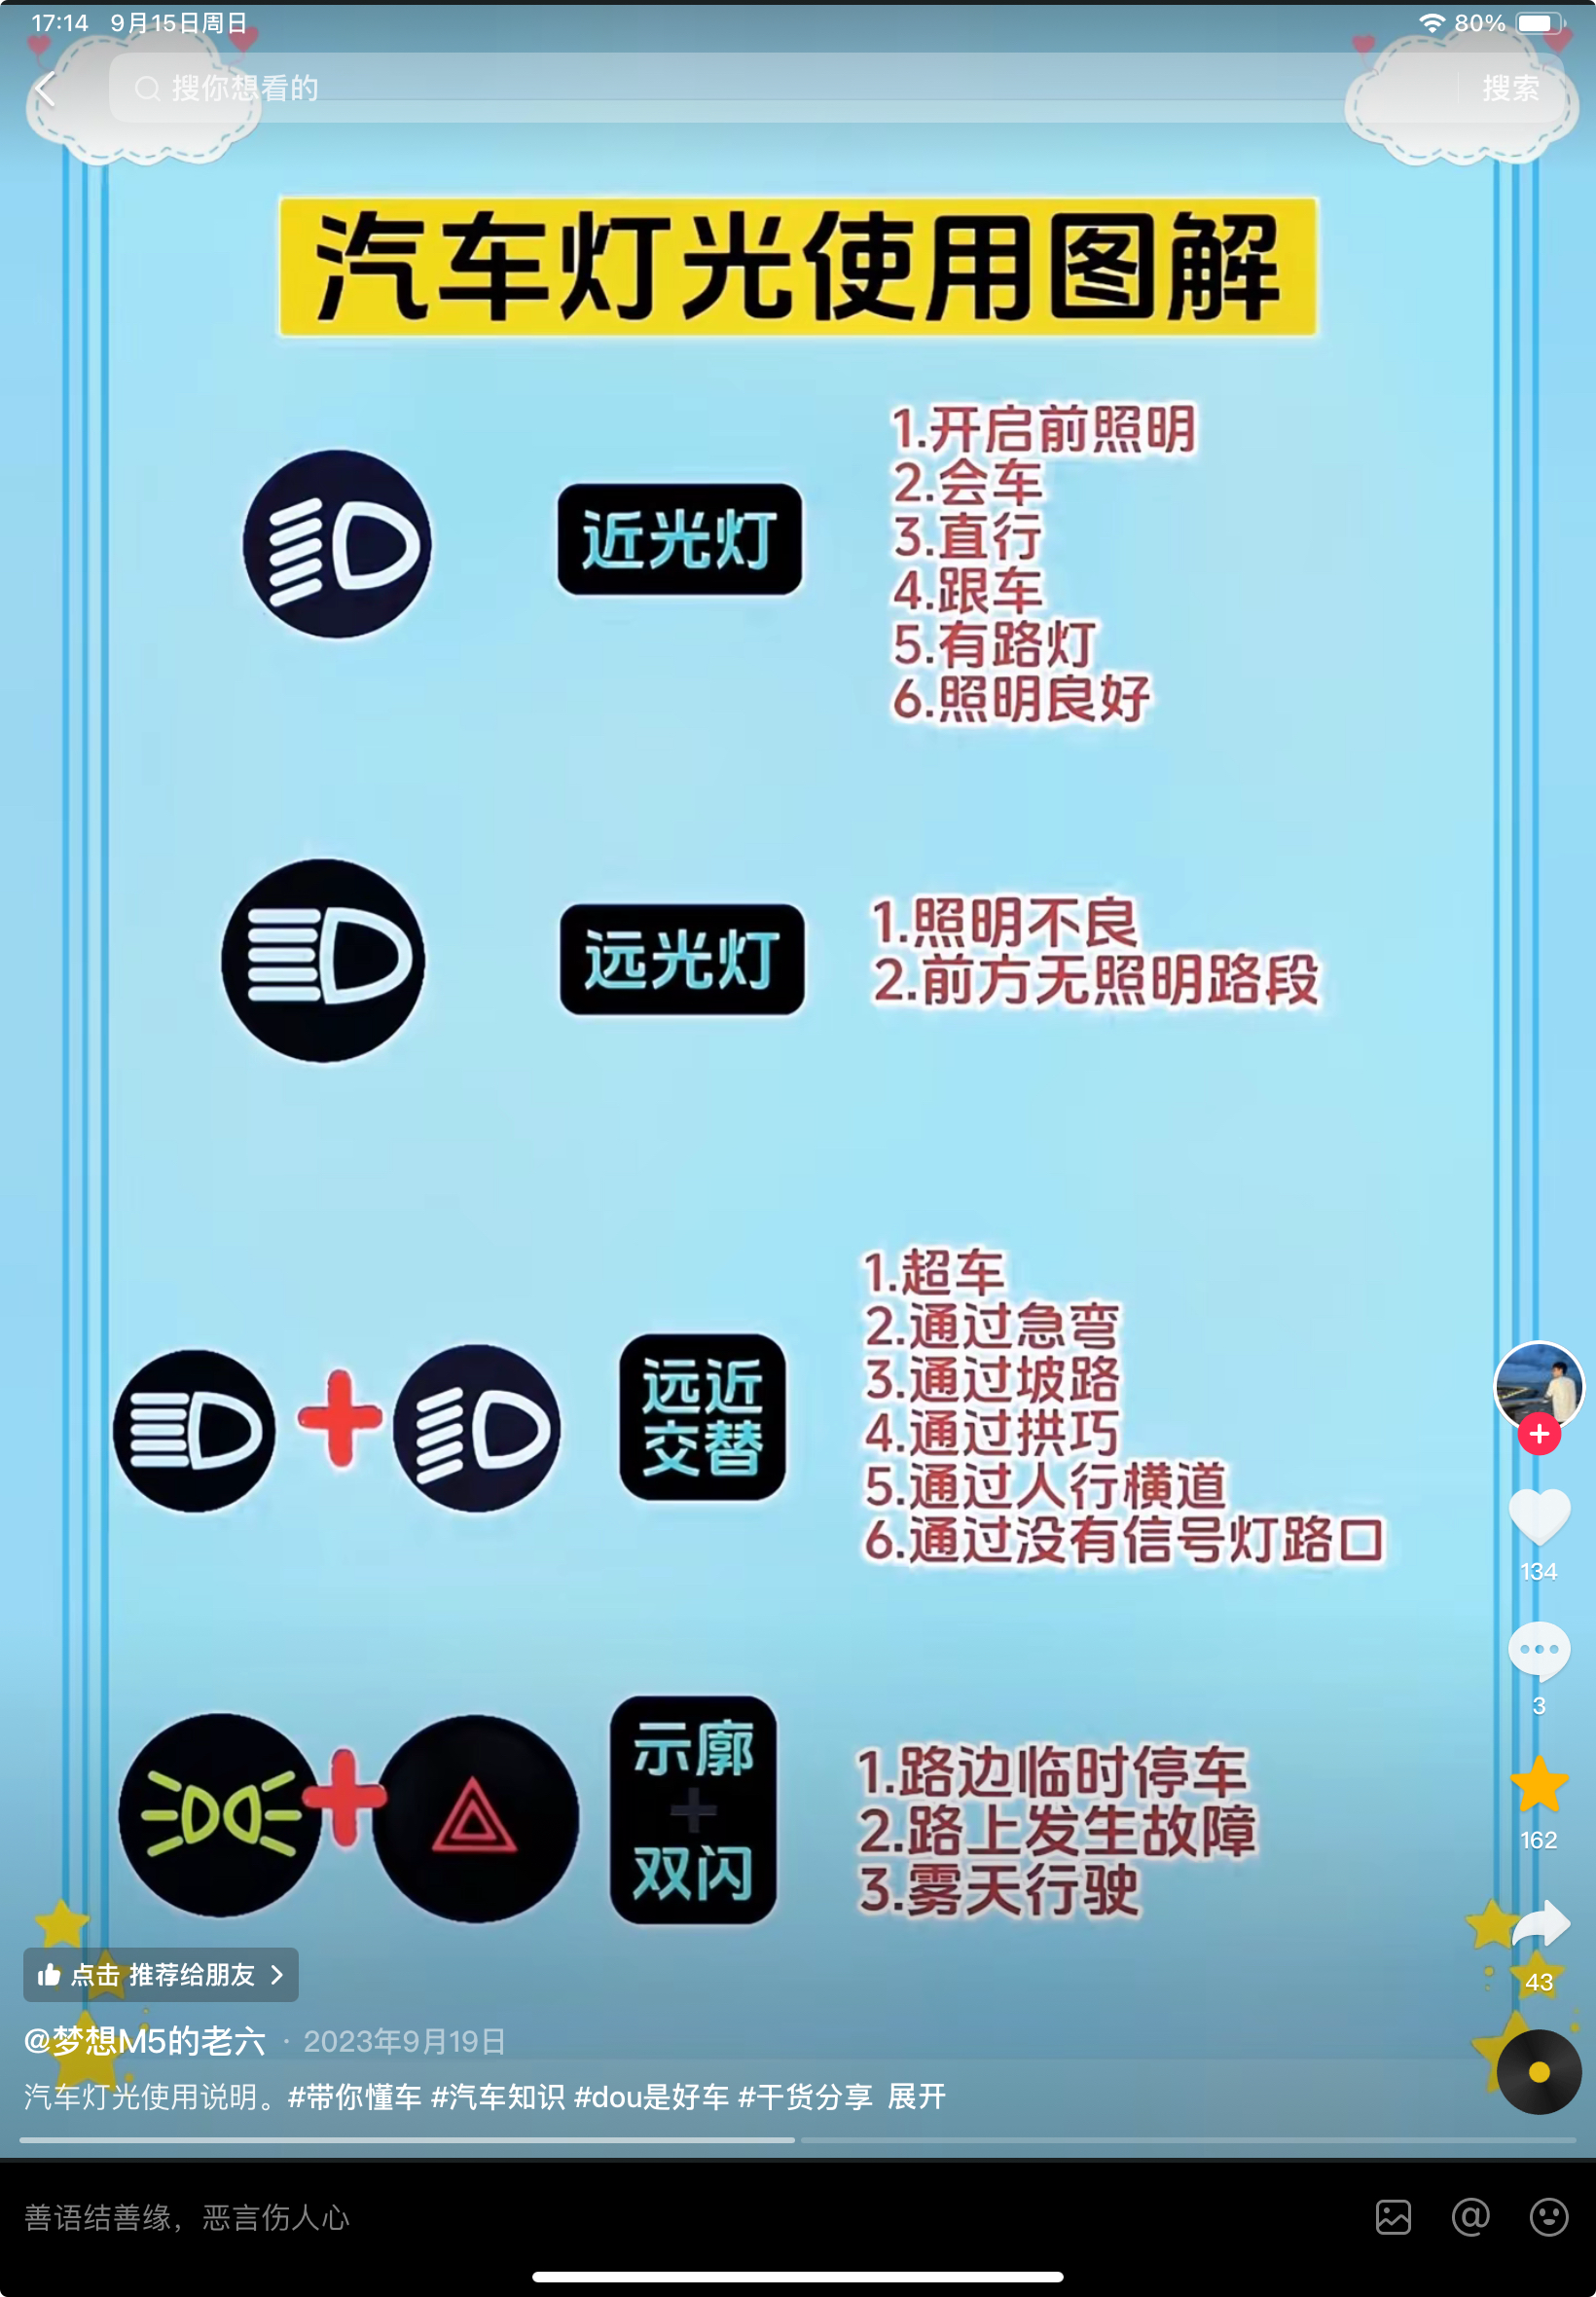 17:14 9月15日周日
80%
搜你想看的
搜索
汽车灯光使用图解
近光灯
1.开启前照明
2.会车
3.直行
4.跟车
5.有路灯
6.照明良好
远光灯
1.照明不良
2.前方无照明路段
远近
交替
1.超车
2.通过急弯
3.通过坡路
4.通过拱巧
5.通过人行横道
6.通过没有信号灯路口
示廓
+
双闪
1.路边临时停车
2.路上发生故障
3.雾天行驶
134
3
162
43
点击 推荐给朋友
@梦想M5的老六 · 2023年9月19日
汽车灯光使用说明。#带你懂车 #汽车知识 #dou是好车 #干货分享 展开
善语结善缘，恶言伤人心